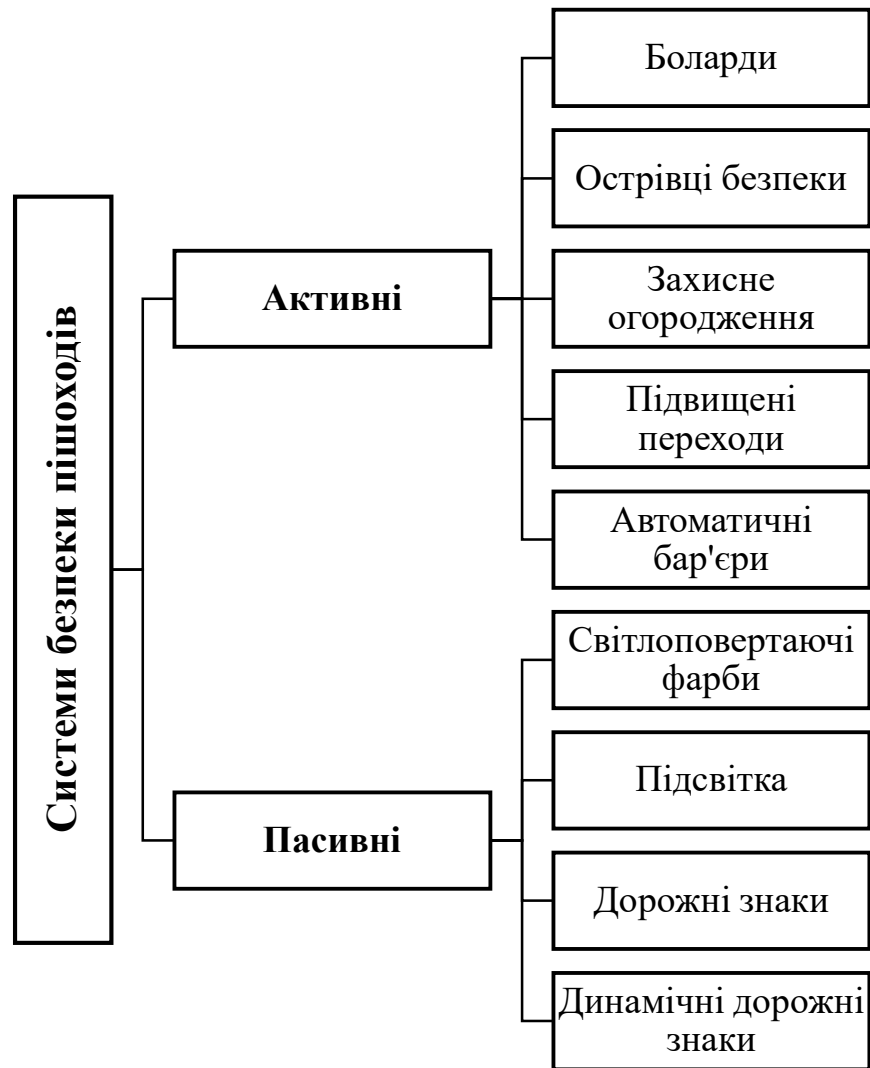 Системи безпеки пішоходів
Активні
Боларди
Острівці безпеки
Захисне
огородження
Підвищені
переходи
Автоматичні
бар'єри
Пасивні
Світлоповертаючі
фарби
Підсвітка
Дорожні знаки
Динамічні дорожні
знаки